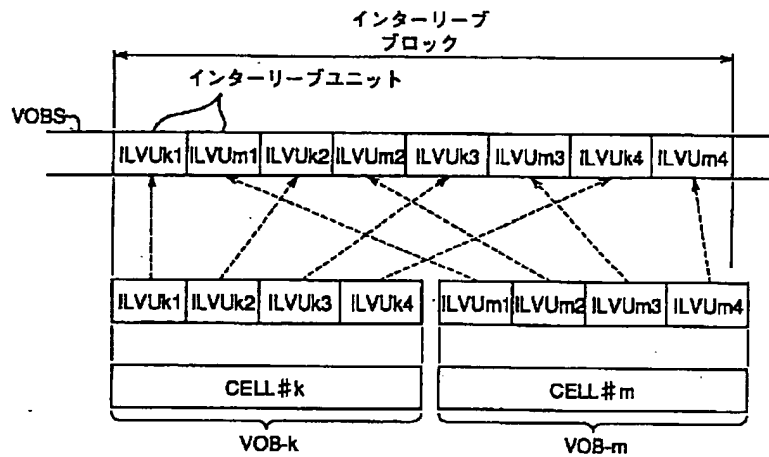 インターリーブ
ブロック
インターリーブユニット
VOBS
ILVUk1 ILVUm1 ILVUk2 ILVUm2 ILVUk3 ILVUm3 ILVUk4 ILVUm4
ILVUk1 ILVUk2 ILVUk3 ILVUk4 ILVUm1 ILVUm2 ILVUm3 ILVUm4
CELL#k CELL#m
VOB-k VOB-m